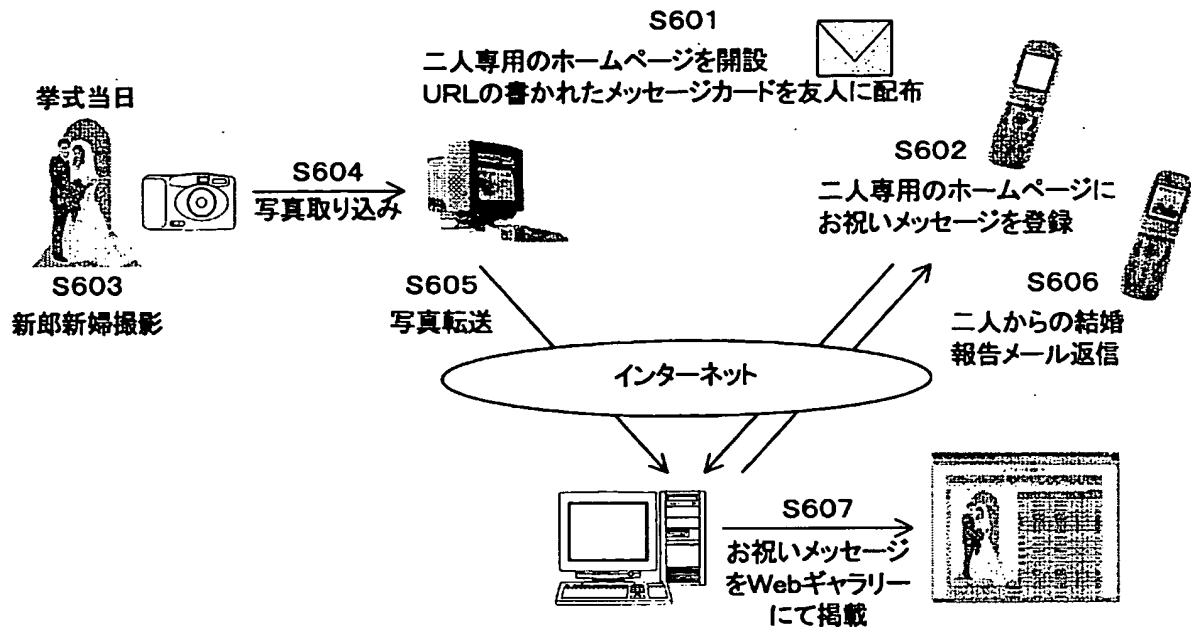 S601
二人専用のホームページを開設
URLの書かれたメッセージカードを友人に配布
挙式当日
S604
写真取り込み
S602
二人専用のホームページに
お祝いメッセージを登録
S603
新郎新婦撮影
S605
写真転送
S606
二人からの結婚
報告メール返信
インターネット
S607
お祝いメッセージ
をWebギャラリー
にて掲載